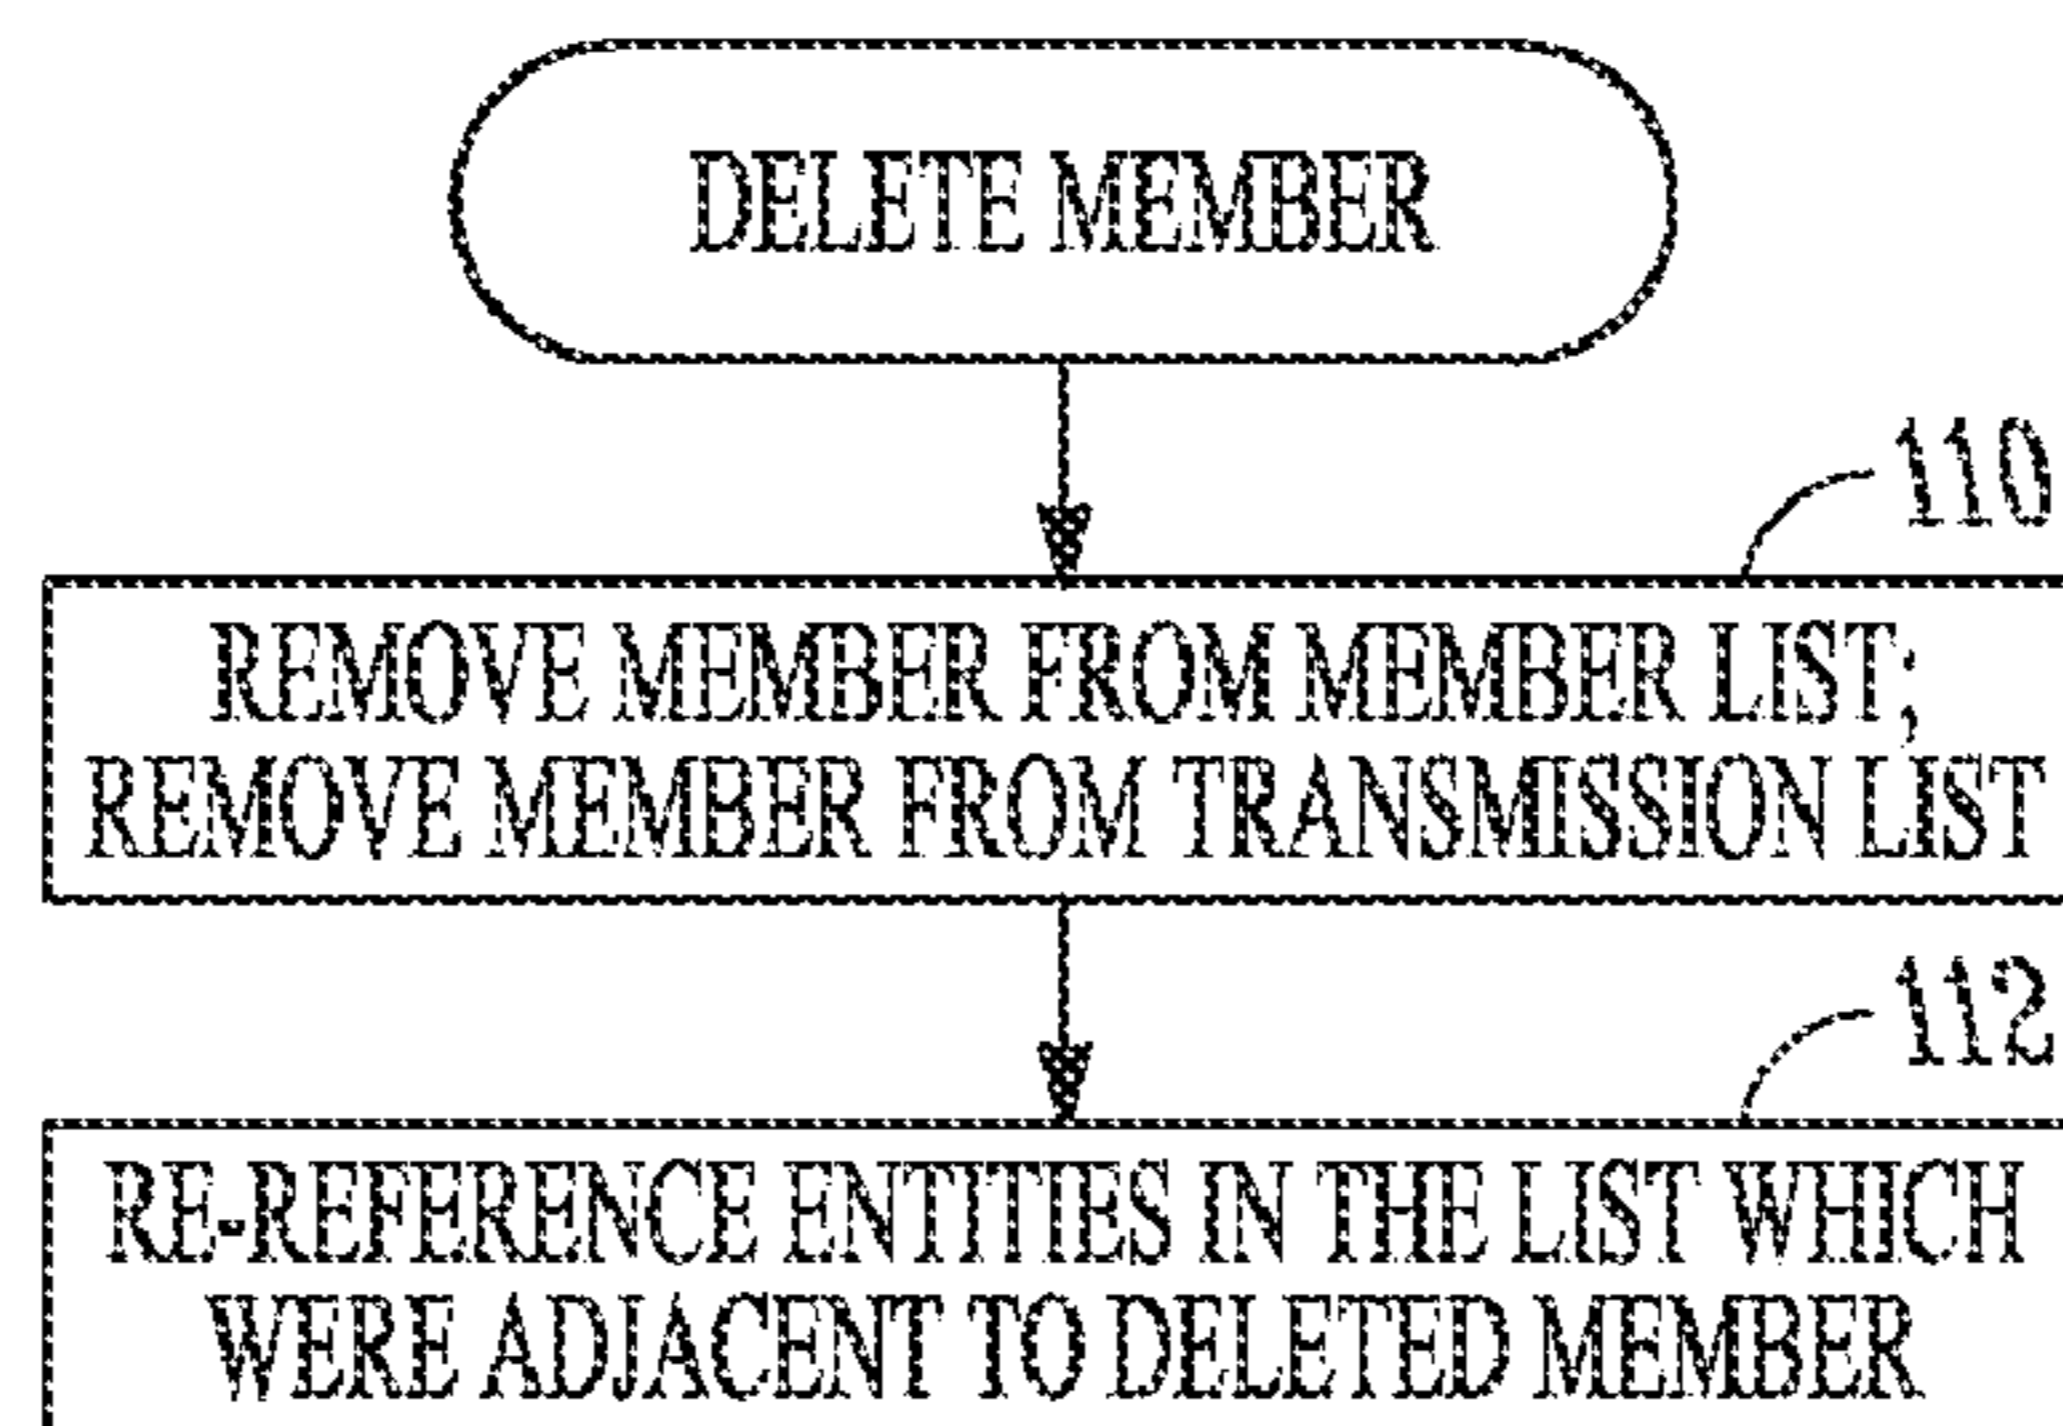 DELETE MEMBER
110
REMOVE MEMBER FROM MEMBER LIST;
REMOVE MEMBER FROM TRANSMISSION LIST
112
RE-REFERENCE ENTITIES IN THE LIST WHICH
WERE ADJACENT TO DELETED MEMBER